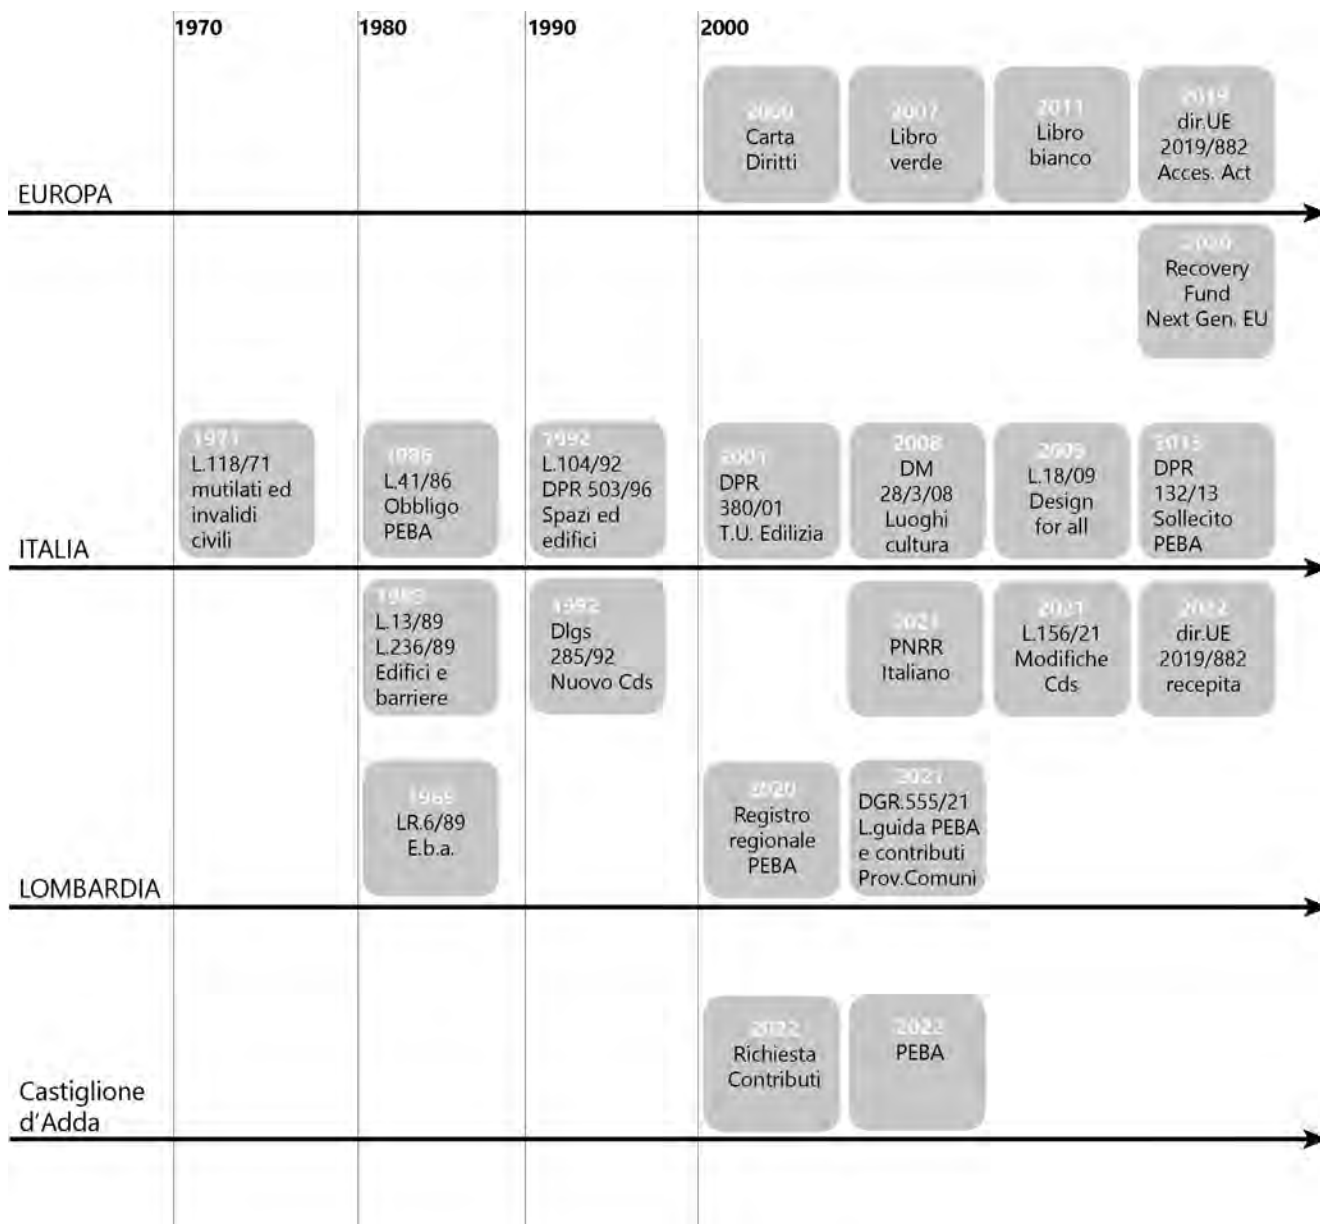 1970
1980
1990
2000
2000
Carta
Diritti
2007
Libro
verde
2011
Libro
bianco
2019
dir.UE
2019/882
Acces. Act
EUROPA
2020
Recovery
Fund
Next Gen. EU
1971
L.118/71
mutilati ed
invalidi
civili
1986
L.41/86
Obbligo
PEBA
1992
L.104/92
DPR 503/96
Spazi ed
edifici
2001
DPR
380/01
T.U. Edilizia
2008
DM
28/3/08
Luoghi
cultura
2009
L.18/09
Design
for all
2013
DPR
132/13
Sollecito
PEBA
ITALIA
1989
L.13/89
L.236/89
Edifici e
barriere
1992
Dlgs
285/92
Nuovo Cds
2021
PNRR
Italiano
2021
L.156/21
Modifiche
Cds
2022
dir.UE
2019/882
recepita
1989
LR.6/89
E.b.a.
2020
Registro
regionale
PEBA
2021
DGR.555/21
L.guida PEBA
e contributi
Prov.Comuni
LOMBARDIA
2022
Richiesta
Contributi
2022
PEBA
Castiglione
d'Adda